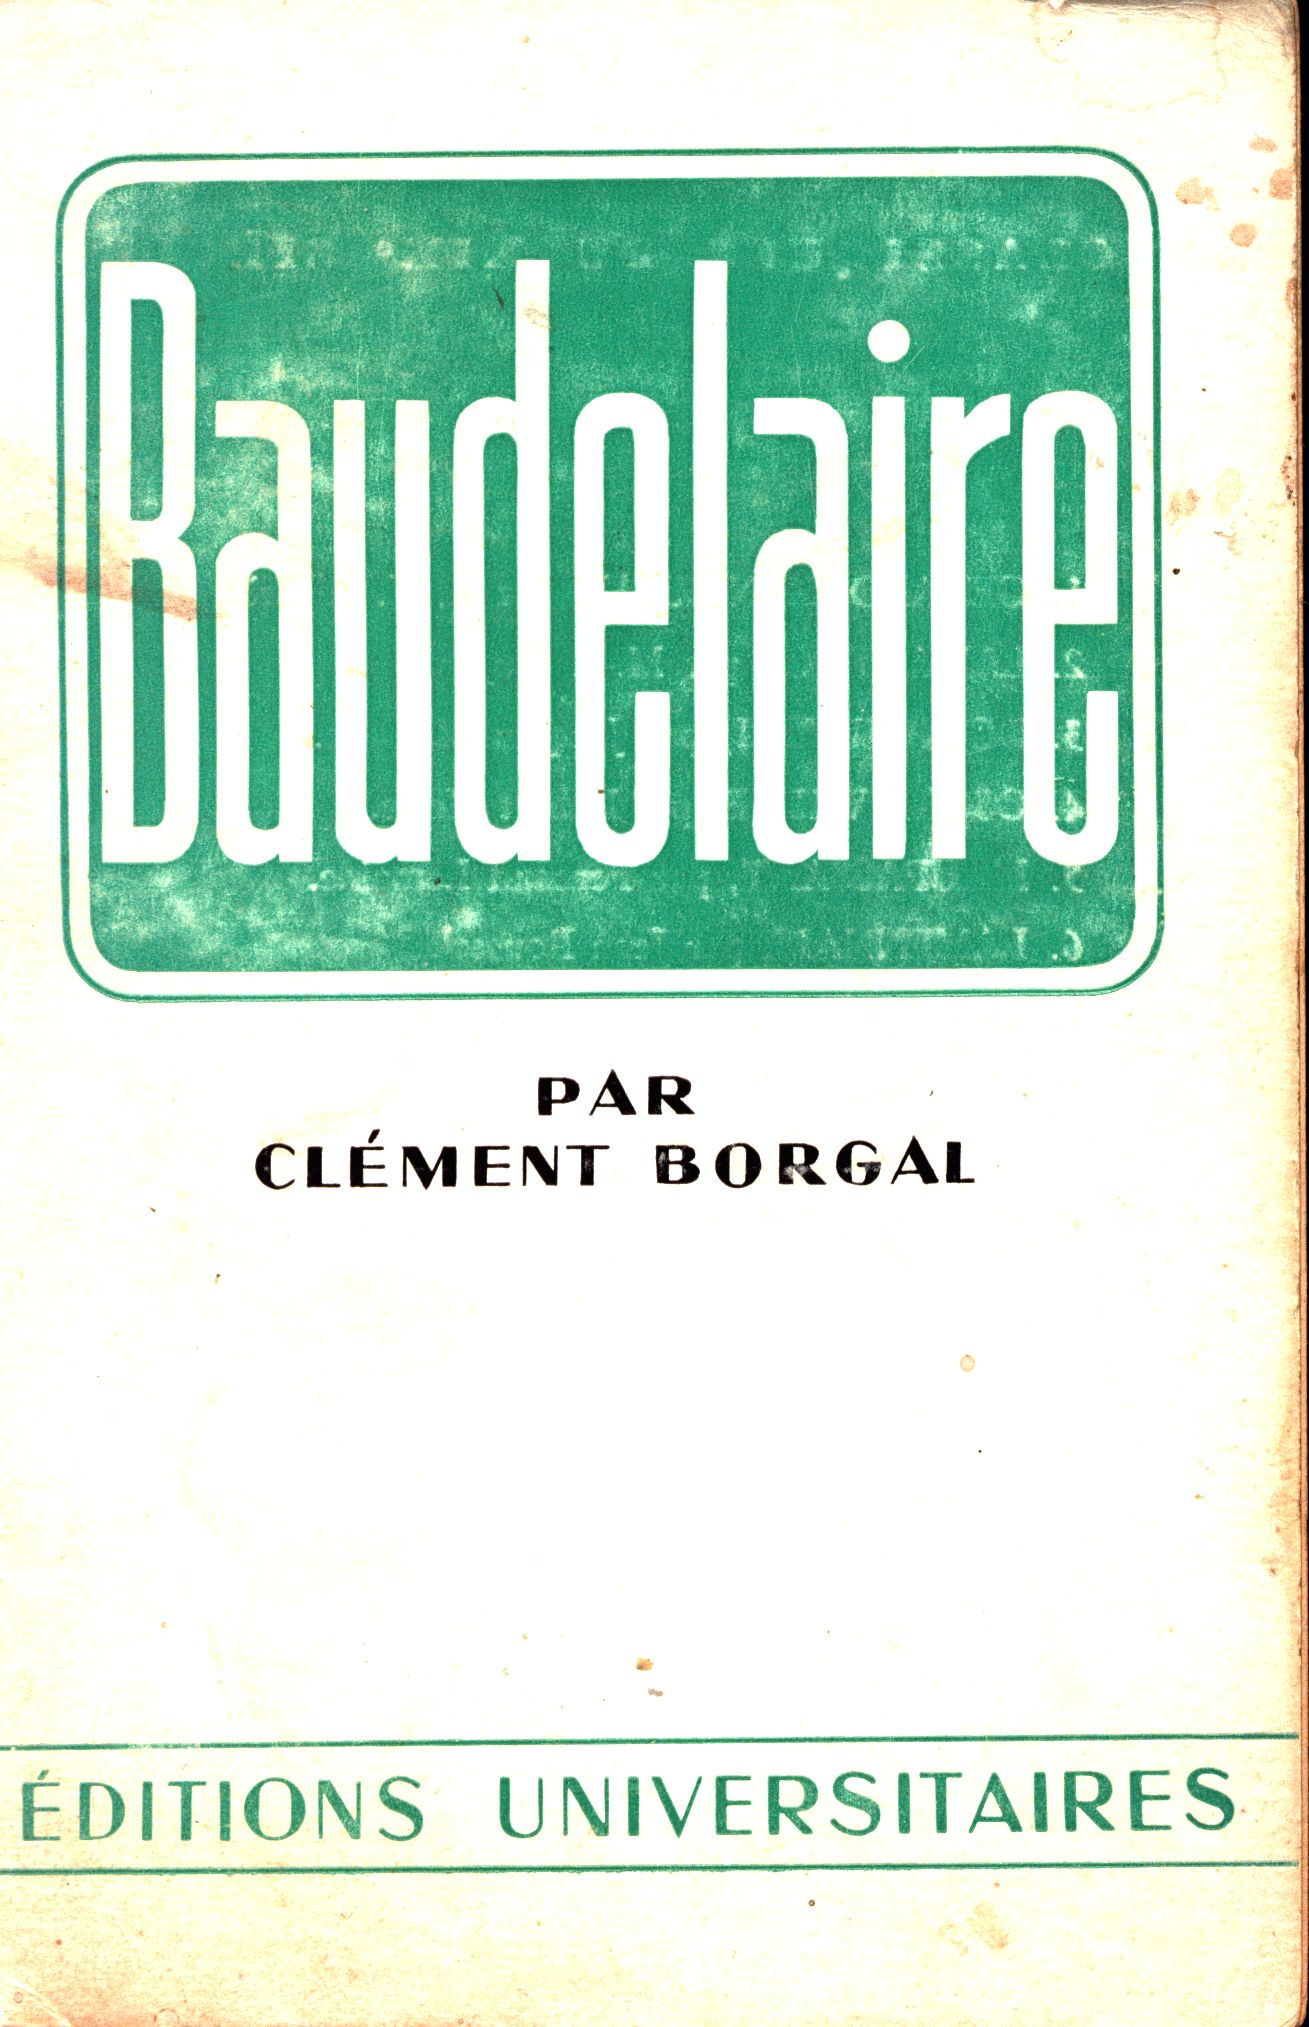 Baudelaire
PAR
CLÉMENT BORGAL
ÉDITIONS UNIVERSITAIRES